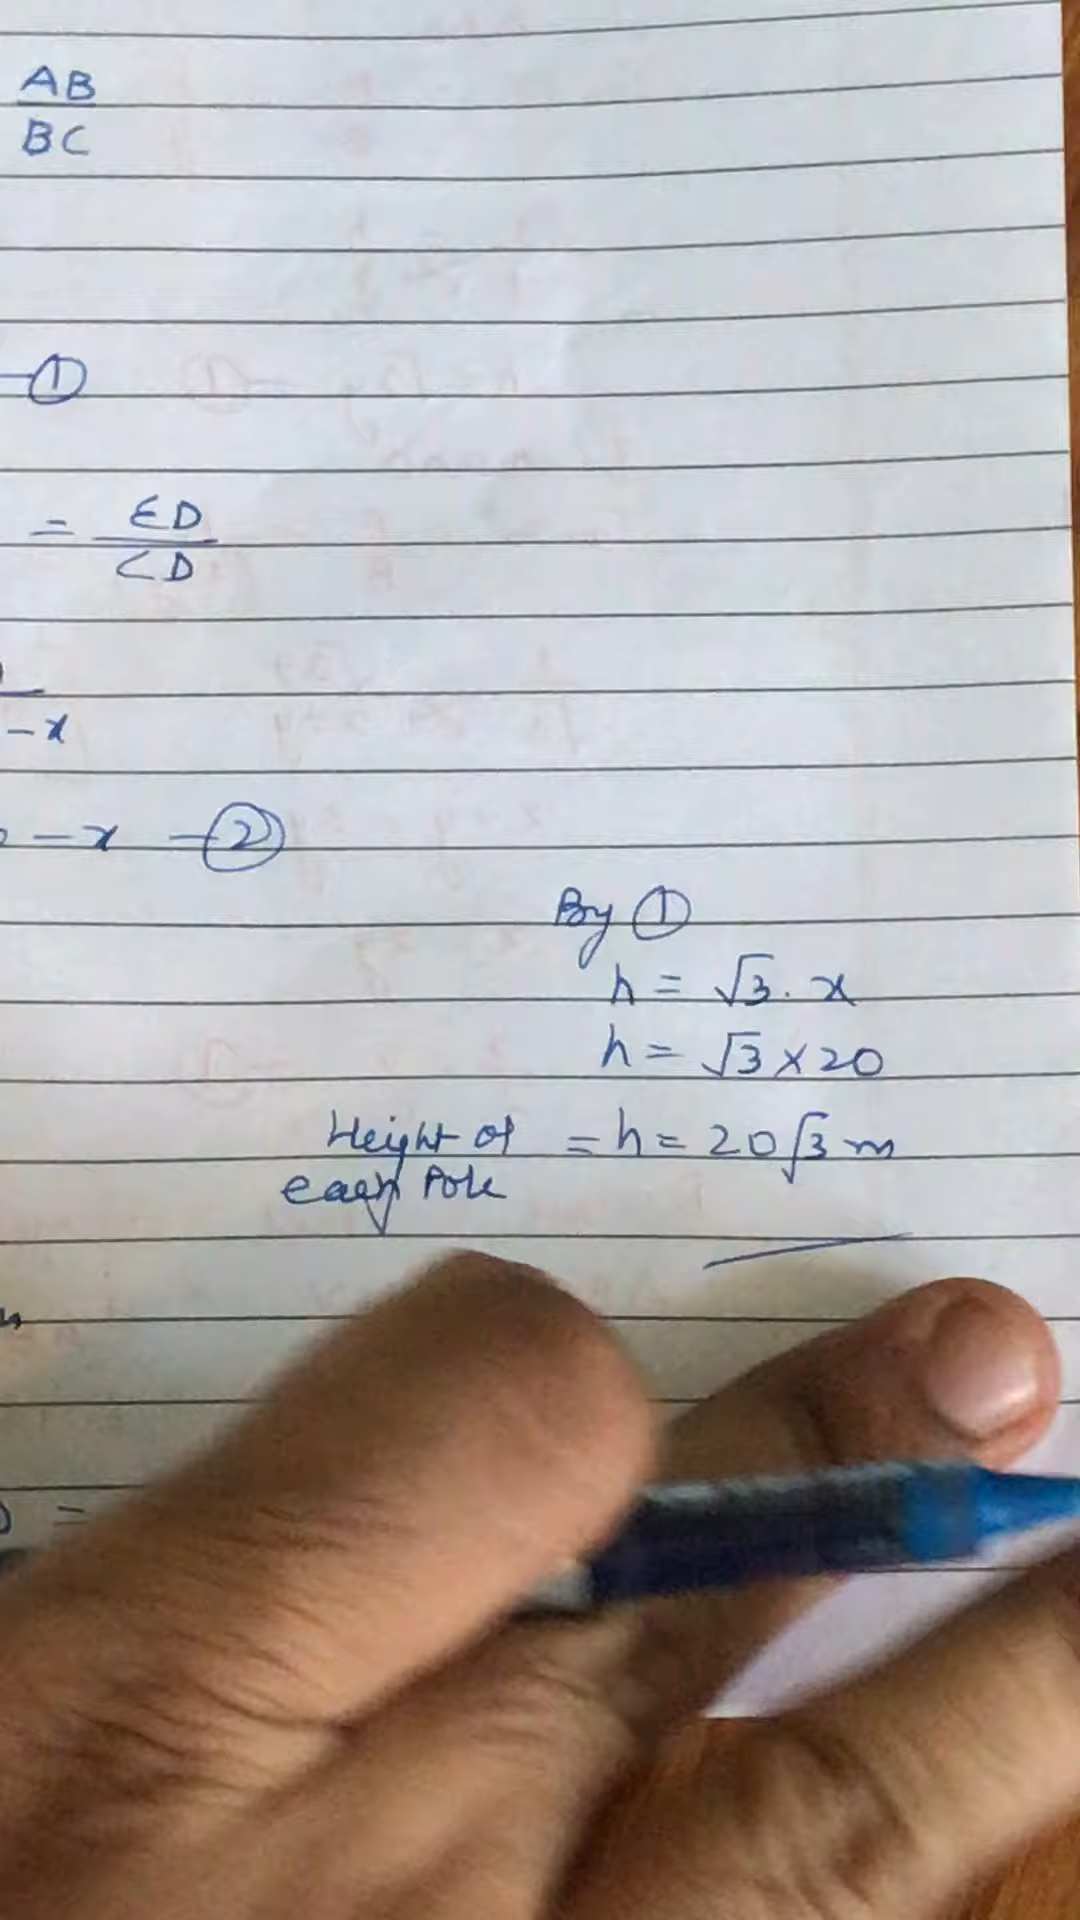 AB
BC
—①
= ED
CD
-x
-x —②
By ①
h = √3. x
h = √3 × 20
Height of = h = 20√3 m
each Pole
=